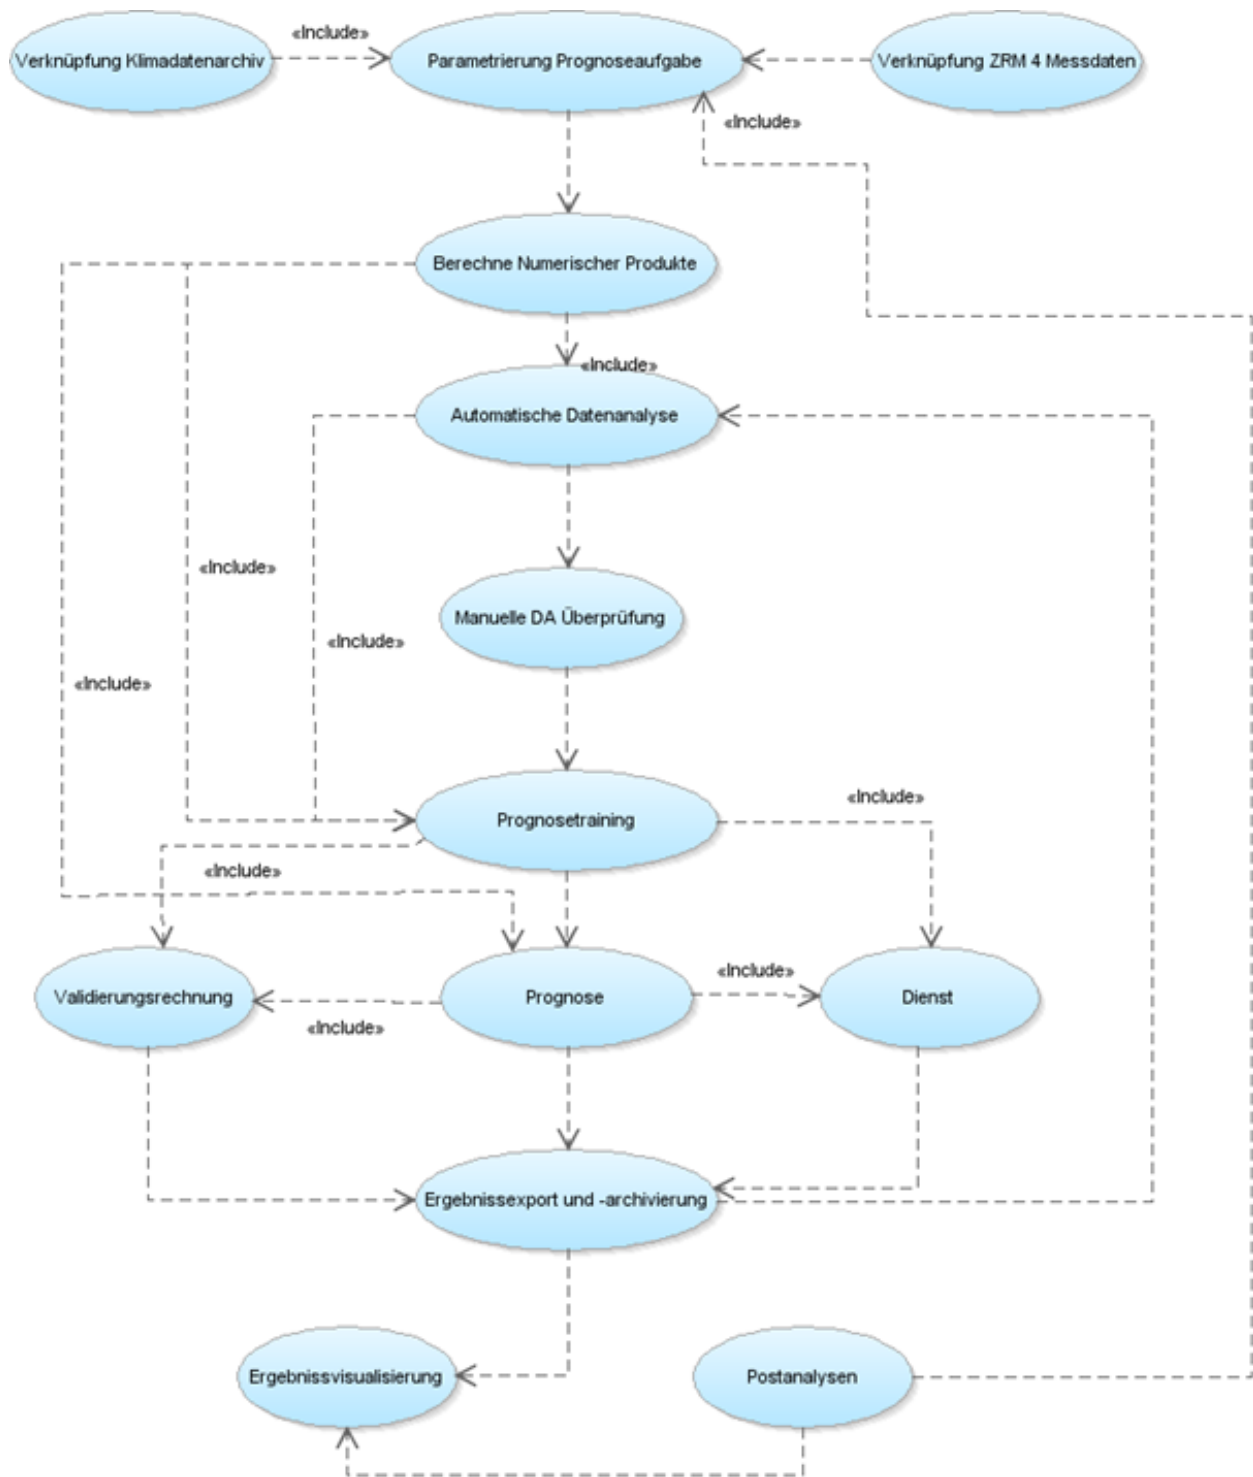 «Include»
Verknüpfung Klimadatenarchiv
Parametrierung Prognoseaufgabe
Verknüpfung ZRM 4 Messdaten
«Include»
Berechne Numerischer Produkte
«Include»
Automatische Datenanalyse
«Include»
Manuelle DA Überprüfung
«Include»
«Include»
«Include»
Prognosetraining
«Include»
«Include»
Validierungsrechnung
Prognose
Dienst
«Include»
Ergebnissexport und -archivierung
Ergebnissvisualisierung
Postanalysen